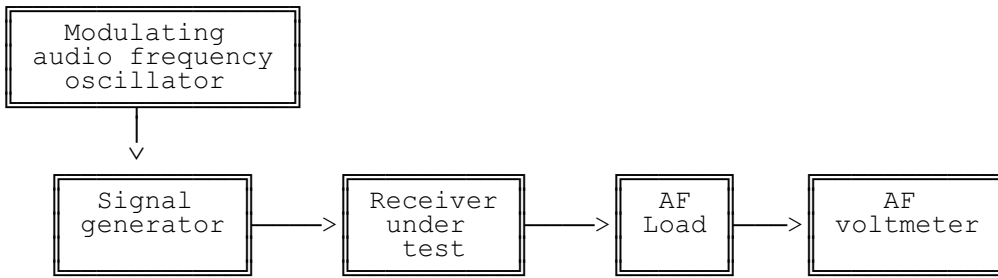 Modulating
audio frequency
oscillator
Signal
generator
Receiver
under
test
AF
Load
AF
voltmeter